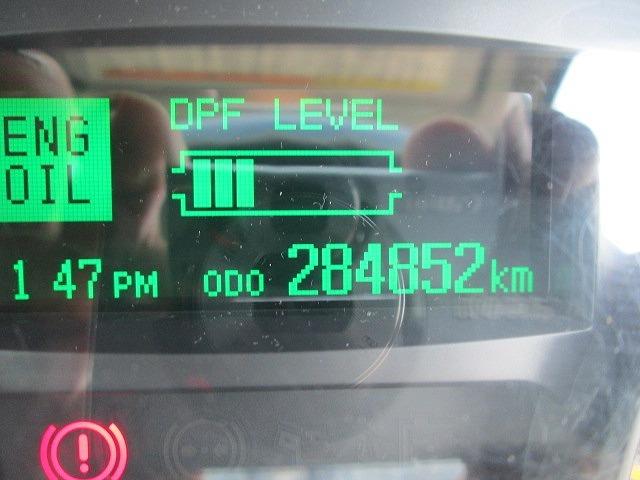 ENG
OIL
DPF LEVEL
1 47 PM ODO 284852 km
!